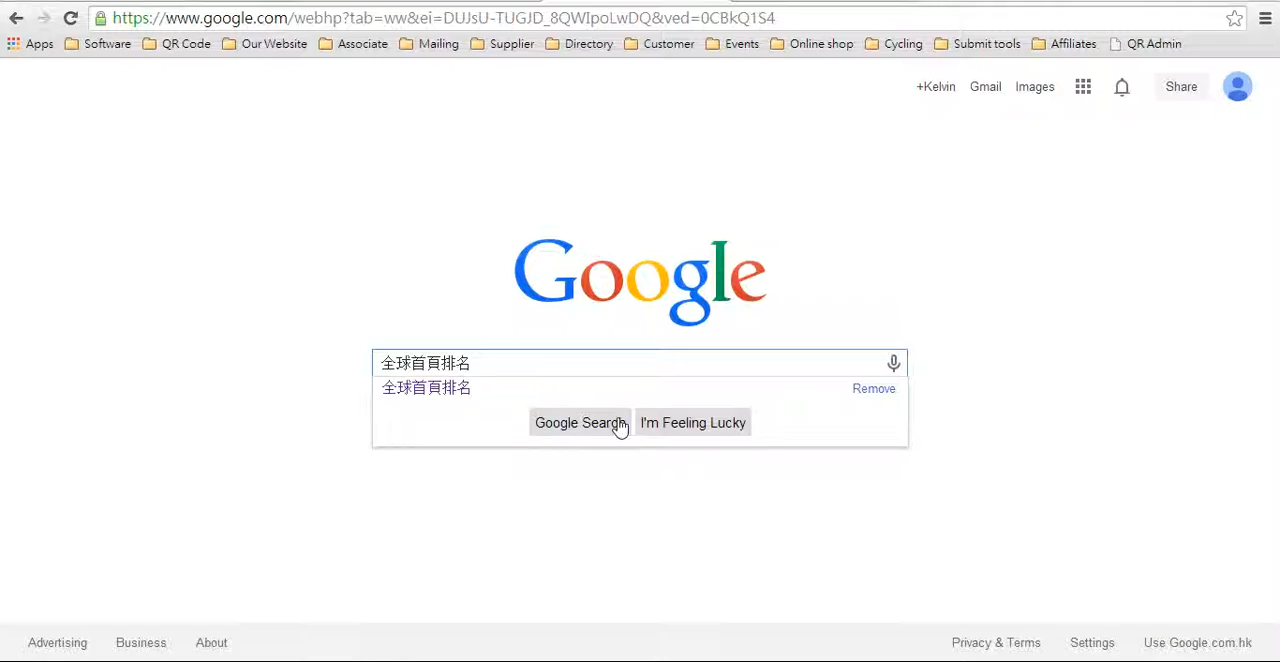 https://www.google.com/webhp?tab=ww&ei=DUJsU-TUGJD_8QWIpoLwDQ&ved=0CBkQ1S4
Apps Software QR Code Our Website Associate Mailing Supplier Directory Customer Events Online shop Cycling Submit tools Affiliates QR Admin
+Kelvin Gmail Images Share
Google
全球首頁排名
全球首頁排名 Remove
Google Search I'm Feeling Lucky
Advertising Business About Privacy & Terms Settings Use Google.com.hk